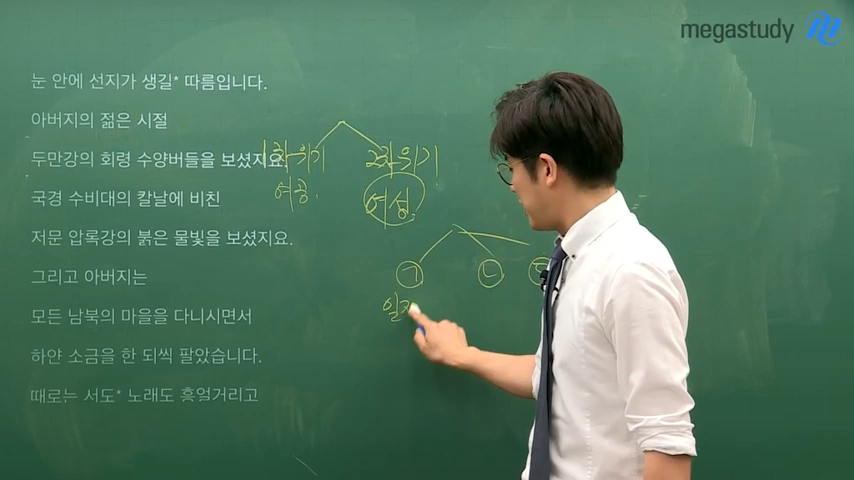 megastudy
눈 안에 선지가 생길* 따름입니다.
아버지의 젊은 시절
두만강의 회령 수양버들을 보셨지요.
국경 수비대의 칼날에 비친
저문 압록강의 붉은 물빛을 보셨지요.
그리고 아버지는
모든 남북의 마을을 다니시면서
하얀 소금을 한 되씩 팔았습니다.
때로는 서도* 노래도 흥얼거리고
1차위기 2차위기
여공. 여성.
㉠ ㉡
일제